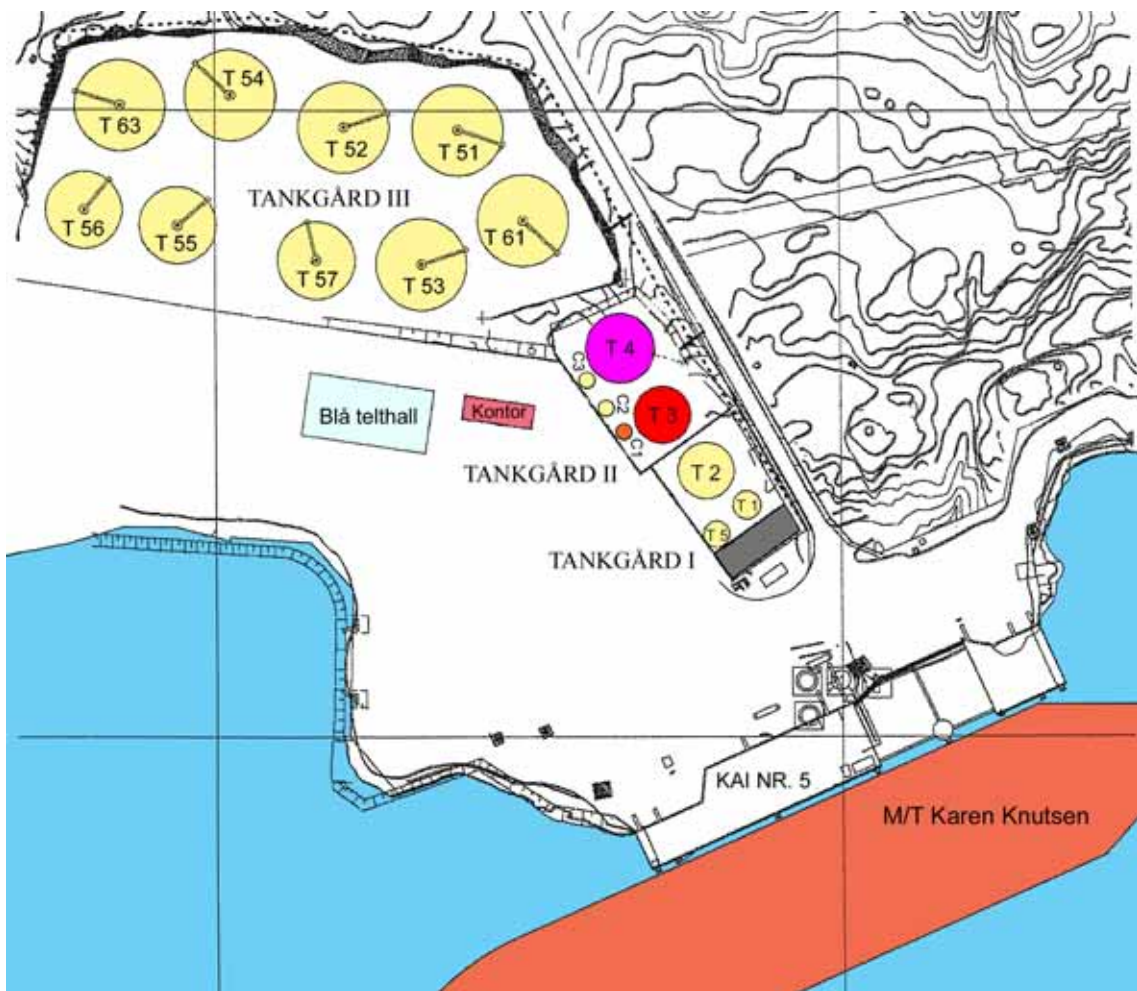 T 54
T 63
T 52
T 51
TANKGÅRD III
T 56
T 55
T 61
T 57
T 53
T 4
C3
C2
C1
T 3
Blå telthall
Kontor
TANKGÅRD II
T 2
T 1
T 5
TANKGÅRD I
KAI NR. 5
M/T Karen Knutsen